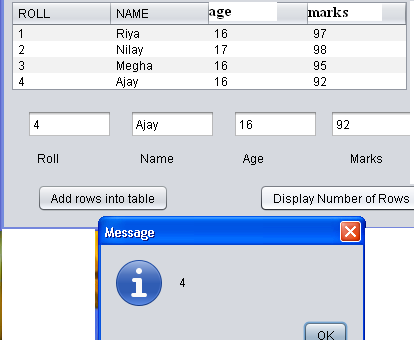 ROLL NAME age marks
1 Riya 16 97
2 Nilay 17 98
3 Megha 16 95
4 Ajay 16 92
4 Ajay 16 92
Roll Name Age Marks
Add rows into table Display Number of Rows
Message
4
OK